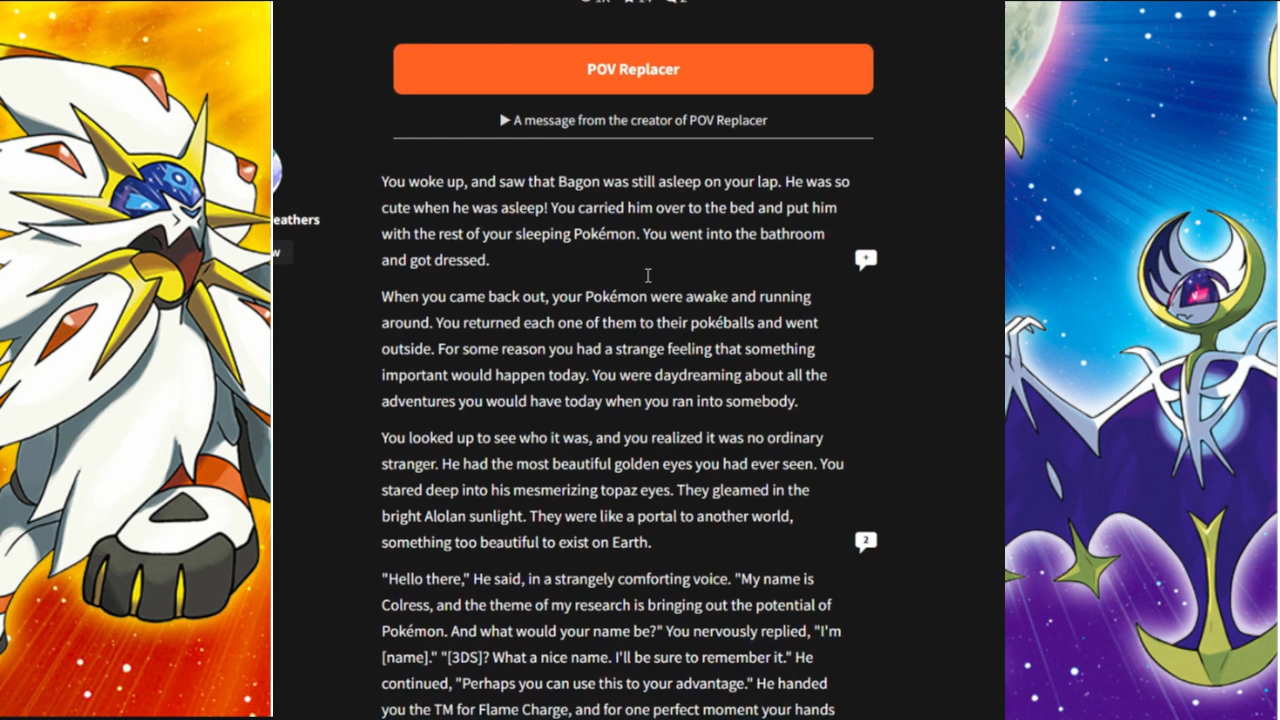 POV Replacer
▶ A message from the creator of POV Replacer
You woke up, and saw that Bagon was still asleep on your lap. He was so
cute when he was asleep! You carried him over to the bed and put him
with the rest of your sleeping Pokémon. You went into the bathroom
and got dressed.
+
eathers
w
When you came back out, your Pokémon were awake and running
around. You returned each one of them to their pokéballs and went
outside. For some reason you had a strange feeling that something
important would happen today. You were daydreaming about all the
adventures you would have today when you ran into somebody.
You looked up to see who it was, and you realized it was no ordinary
stranger. He had the most beautiful golden eyes you had ever seen. You
stared deep into his mesmerizing topaz eyes. They gleamed in the
bright Alolan sunlight. They were like a portal to another world,
something too beautiful to exist on Earth.
2
"Hello there," He said, in a strangely comforting voice. "My name is
Colress, and the theme of my research is bringing out the potential of
Pokémon. And what would your name be?" You nervously replied, "I'm
[name]." "[3DS]? What a nice name. I'll be sure to remember it." He
continued, "Perhaps you can use this to your advantage." He handed
you the TM for Flame Charge, and for one perfect moment your hands